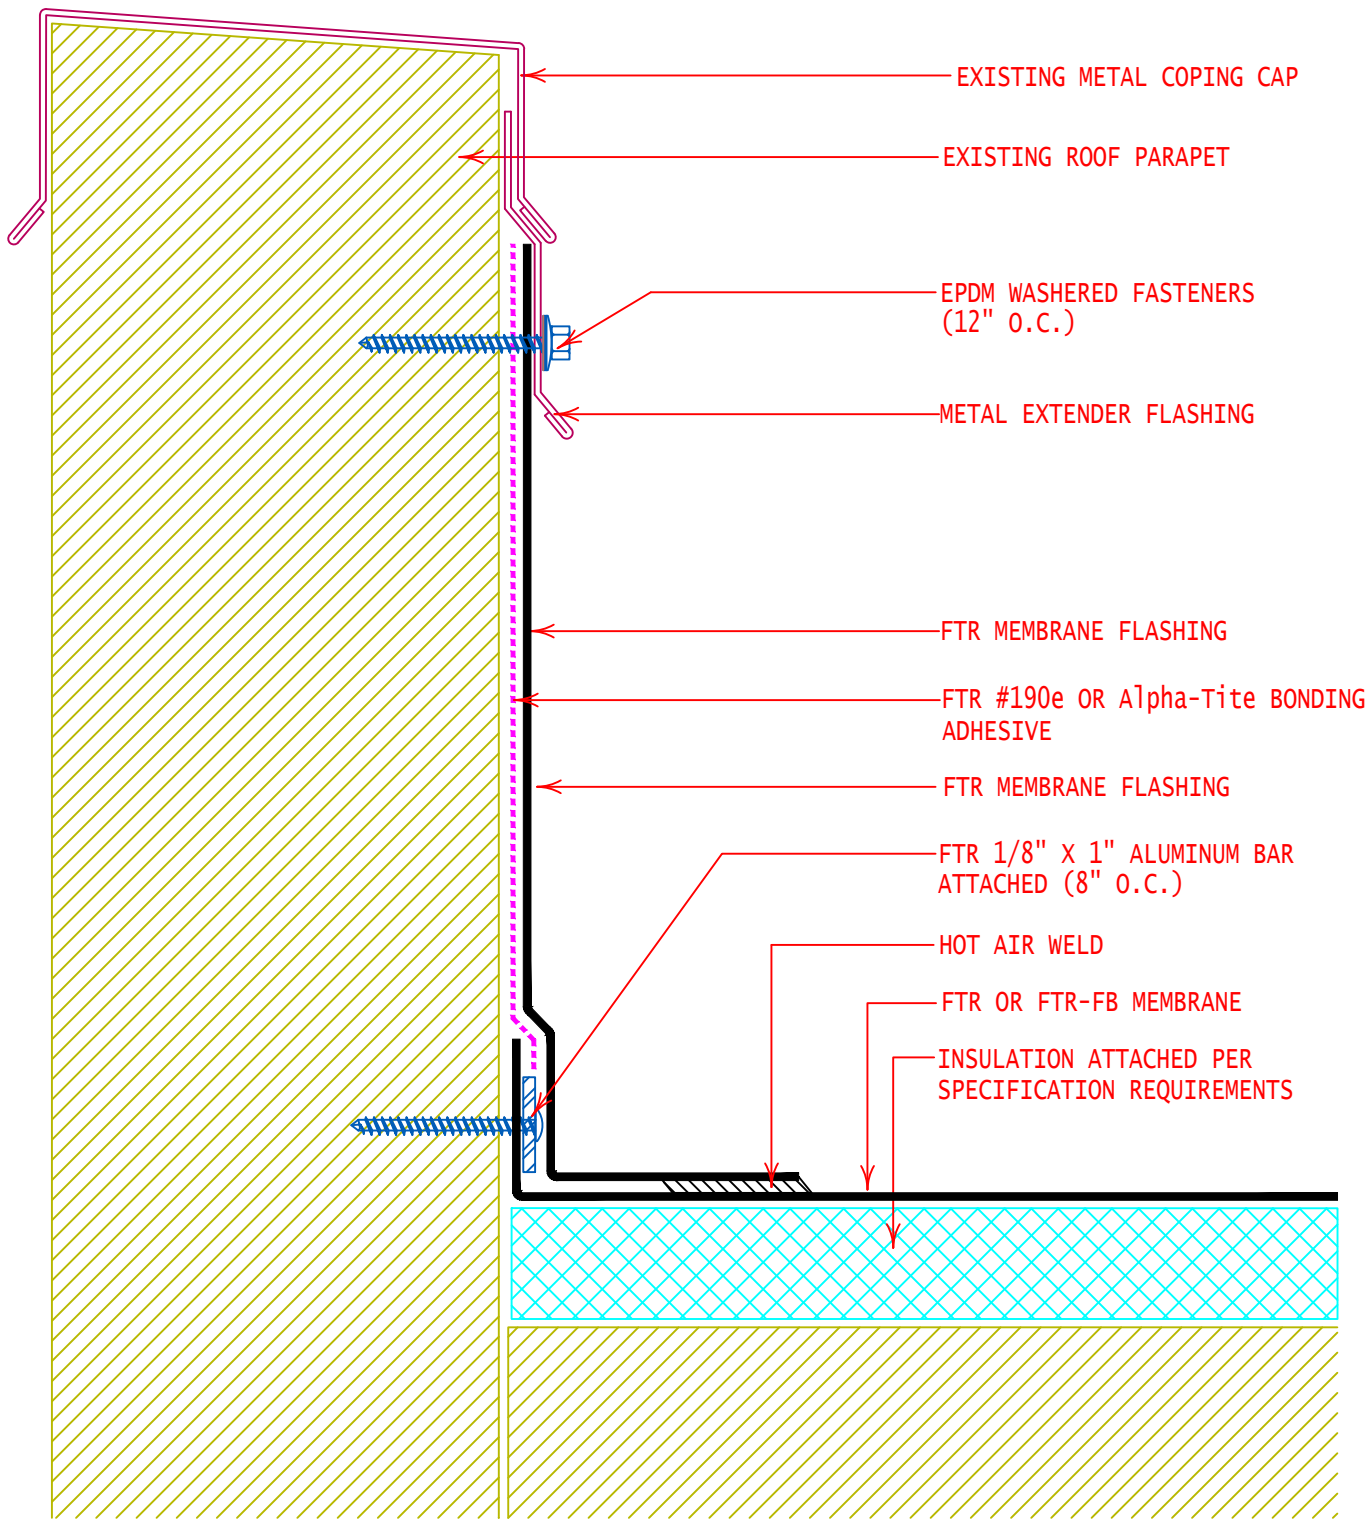 EXISTING METAL COPING CAP
EXISTING ROOF PARAPET
EPDM WASHERED FASTENERS
(12" O.C.)
METAL EXTENDER FLASHING
FTR MEMBRANE FLASHING
FTR #190e OR Alpha-Tite BONDING
ADHESIVE
FTR MEMBRANE FLASHING
FTR 1/8" X 1" ALUMINUM BAR
ATTACHED (8" O.C.)
HOT AIR WELD
FTR OR FTR-FB MEMBRANE
INSULATION ATTACHED PER
SPECIFICATION REQUIREMENTS